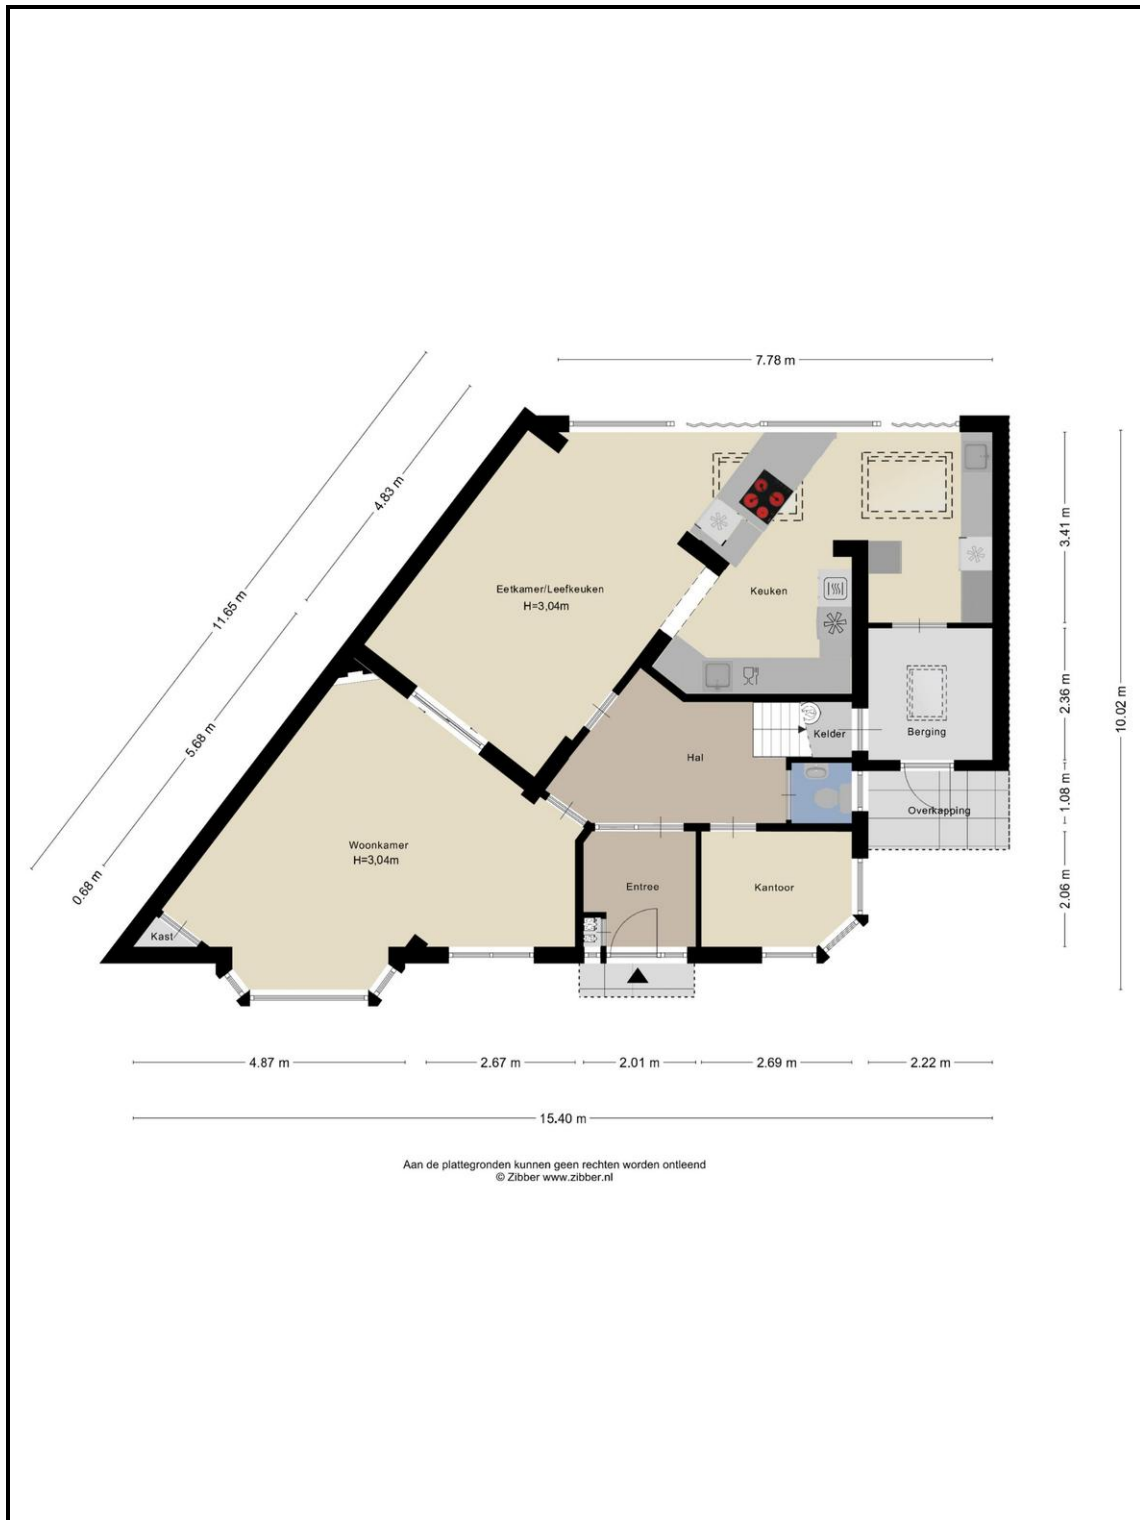 7.78 m
4.83 m
11.65 m
3.41 m
Eetkamer/Leefkeuken
H=3,04m
Keuken
2.36 m
10.02 m
5.68 m
Kelder
Berging
Hal
1.08 m
Overkapping
Woonkamer
H=3,04m
0.68 m
Entree
Kantoor
2.06 m
Kast
4.87 m
2.67 m
2.01 m
2.69 m
2.22 m
15.40 m
Aan de plattegronden kunnen geen rechten worden ontleend
© Zibber www.zibber.nl